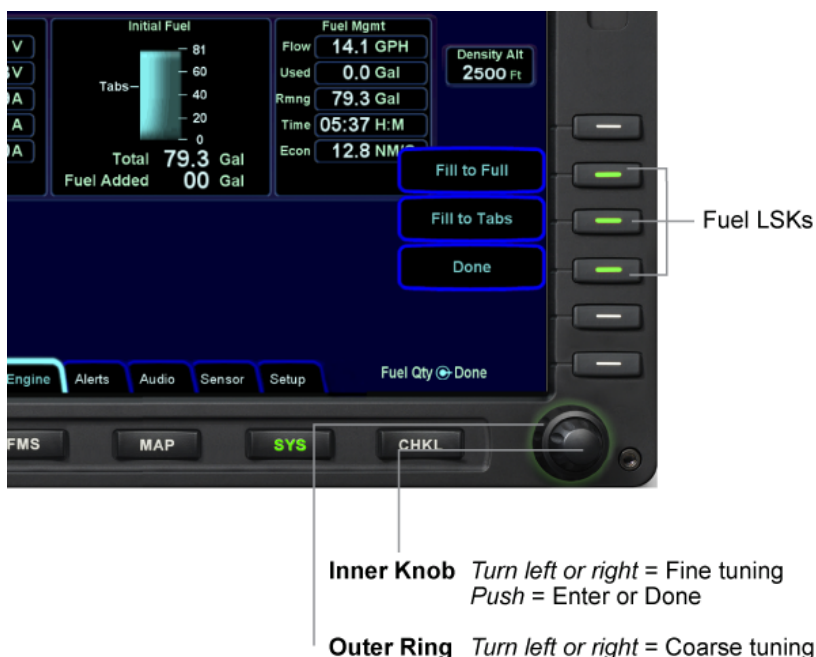 Initial Fuel
81
60
Tabs
40
20
0
Total 79.3 Gal
Fuel Added 00 Gal
Fuel Mgmt
Flow 14.1 GPH
Used 0.0 Gal
Rmng 79.3 Gal
Time 05:37 H:M
Econ 12.8
Density Alt
2500 Ft
V
V
A
A
A
Fill to Full
Fill to Tabs
Done
Fuel LSKs
Engine Alerts Audio Sensor Setup
Fuel Qty Done
FMS MAP SYS CHKL
Inner Knob Turn left or right = Fine tuning
Push = Enter or Done
Outer Ring Turn left or right = Coarse tuning